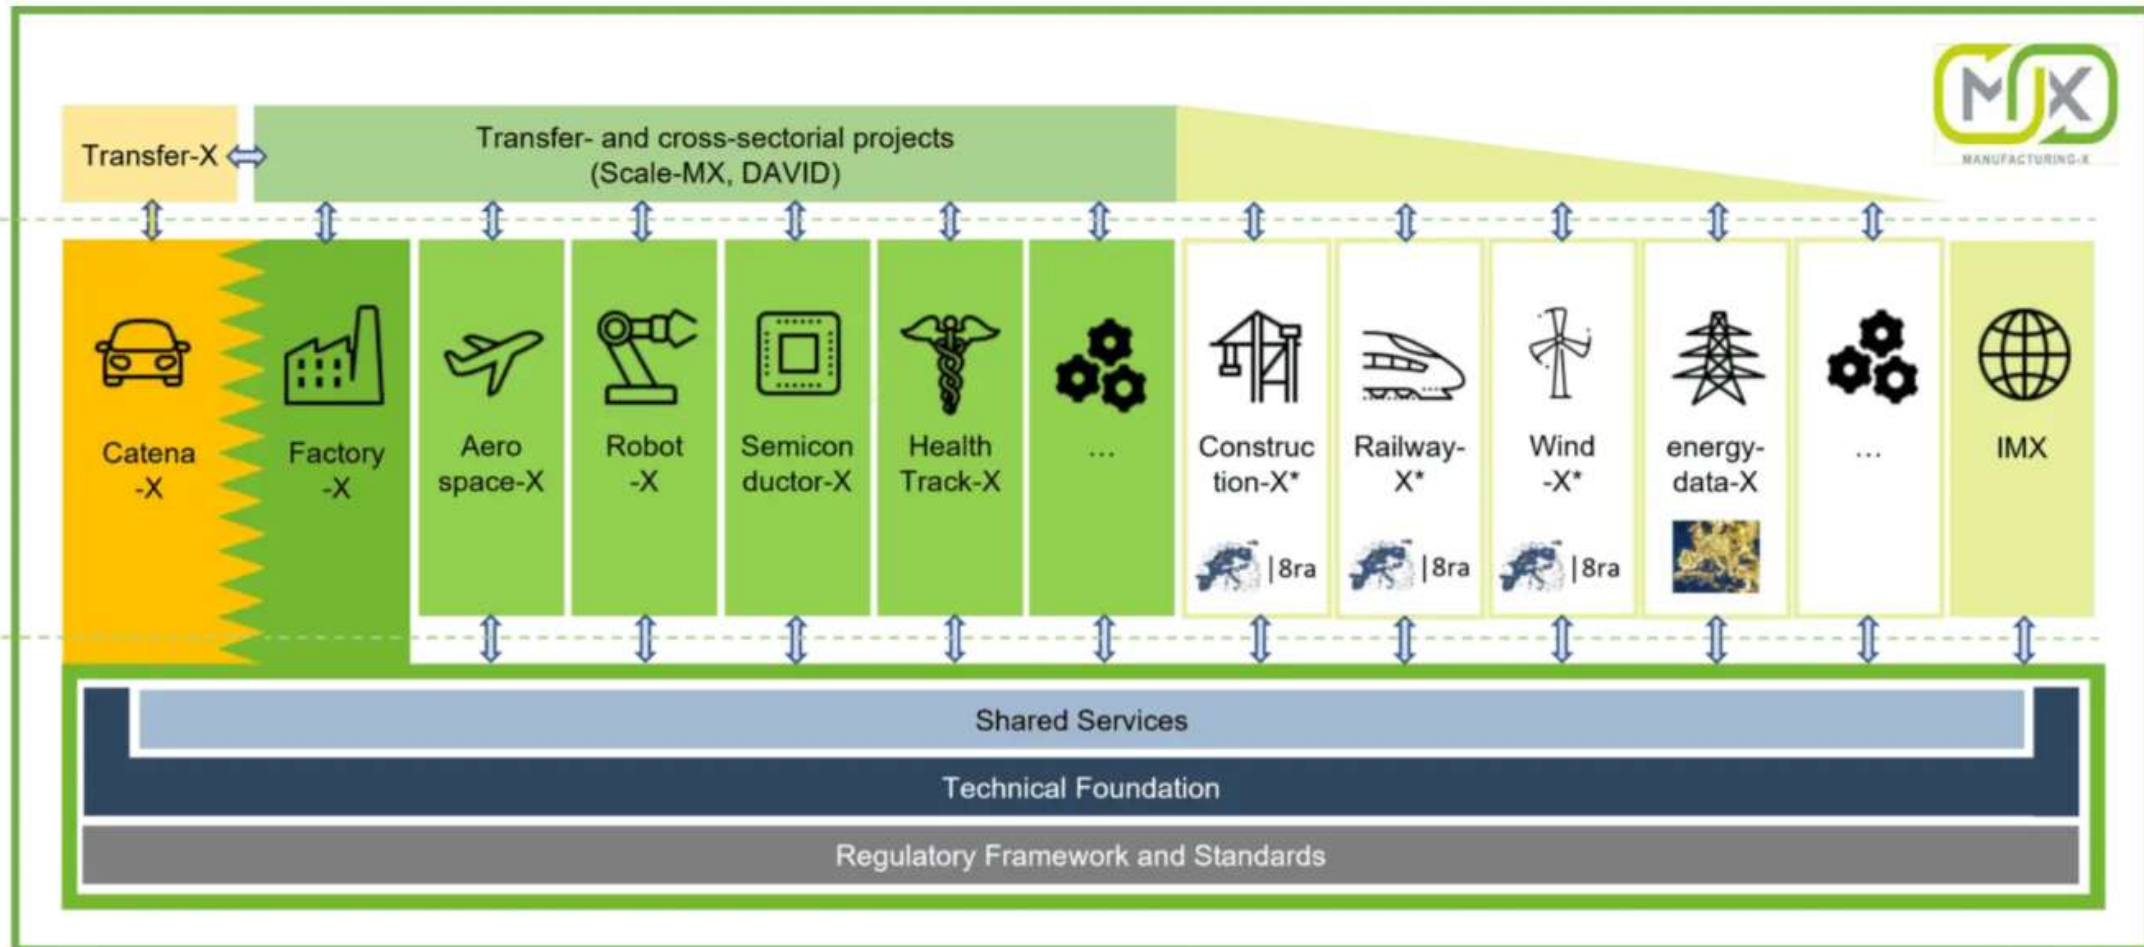 MX
MANUFACTURING-X
Transfer-X
Transfer- and cross-sectorial projects
(Scale-MX, DAVID)
Catena
-X
Factory
-X
Aero
space-X
Robot
-X
Semicon
ductor-X
Health
Track-X
...
Construc
tion-X*
|8ra
Railway-
X*
|8ra
Wind
-X*
|8ra
energy-
data-X
...
IMX
Shared Services
Technical Foundation
Regulatory Framework and Standards